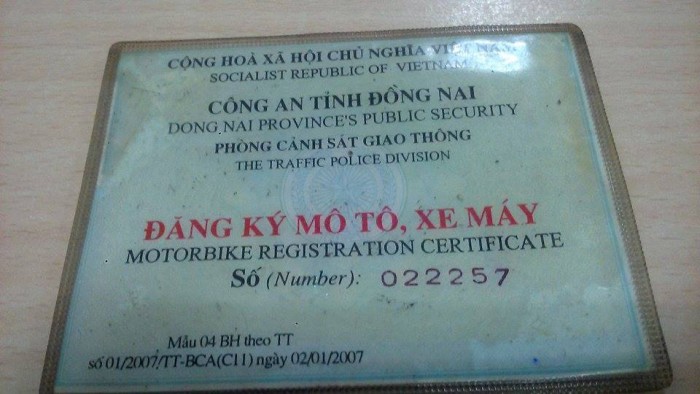 CỘNG HOÀ XÃ HỘI CHỦ NGHĨA VIỆT NAM
SOCIALIST REPUBLIC OF VIETNAM
CÔNG AN TỈNH ĐỒNG NAI
DONG NAI PROVINCE'S PUBLIC SECURITY
PHÒNG CẢNH SÁT GIAO THÔNG
THE TRAFFIC POLICE DIVISION
ĐĂNG KÝ MÔ TÔ, XE MÁY
MOTORBIKE REGISTRATION CERTIFICATE
Số (Number): 022257
Mẫu 04 BH theo TT
số 01/2007/TT-BCA(C11) ngày 02/01/2007